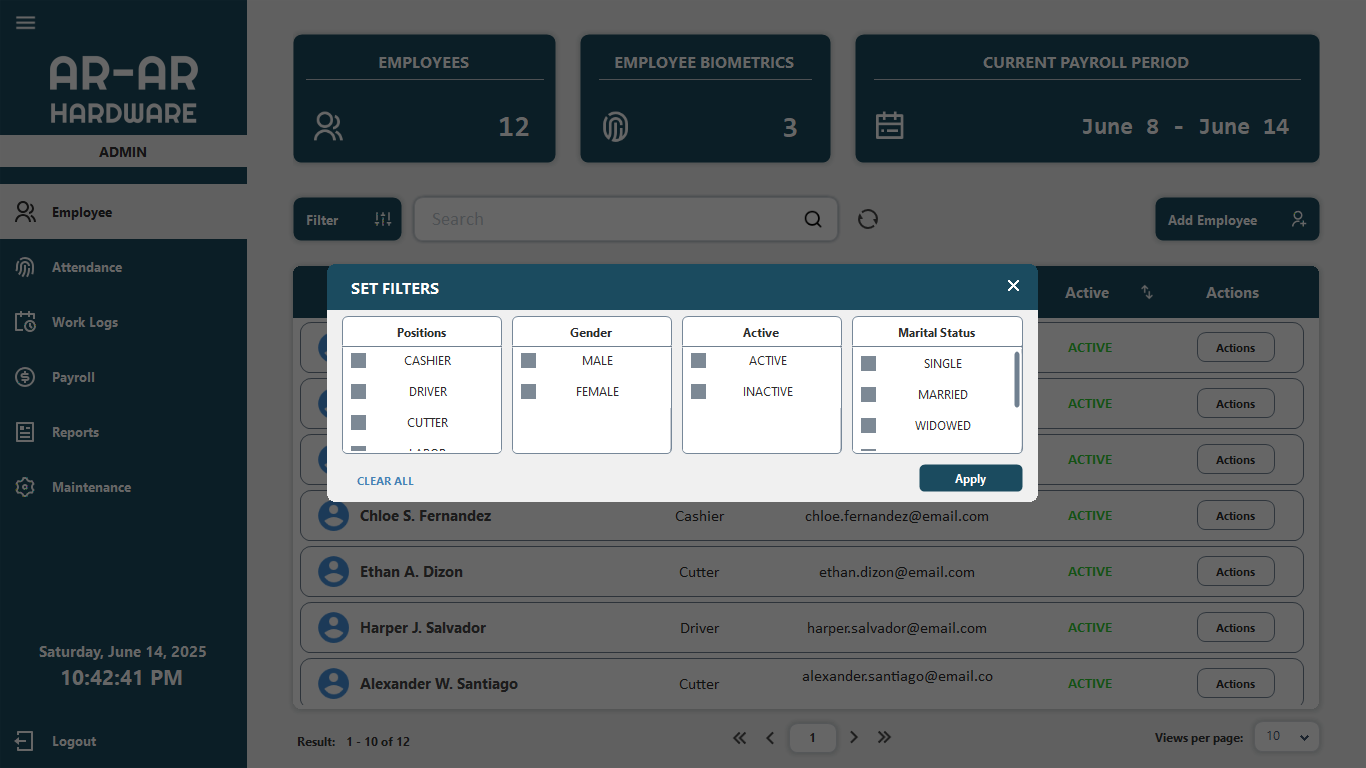 AR-AR
HARDWARE
ADMIN
Employee
Attendance
Work Logs
Payroll
Reports
Maintenance
Saturday, June 14, 2025
10:42:41 PM
Logout
EMPLOYEES
12
EMPLOYEE BIOMETRICS
3
CURRENT PAYROLL PERIOD
June 8 - June 14
Filter
Search
Add Employee
Active
Actions
SET FILTERS
Positions
CASHIER
DRIVER
CUTTER
Gender
MALE
FEMALE
Active
ACTIVE
INACTIVE
Marital Status
SINGLE
MARRIED
WIDOWED
CLEAR ALL
Apply
ACTIVE Actions
ACTIVE Actions
ACTIVE Actions
Chloe S. Fernandez Cashier chloe.fernandez@email.com ACTIVE Actions
Ethan A. Dizon Cutter ethan.dizon@email.com ACTIVE Actions
Harper J. Salvador Driver harper.salvador@email.com ACTIVE Actions
Alexander W. Santiago Cutter alexander.santiago@email.co ACTIVE Actions
Result: 1 - 10 of 12
1
Views per page: 10